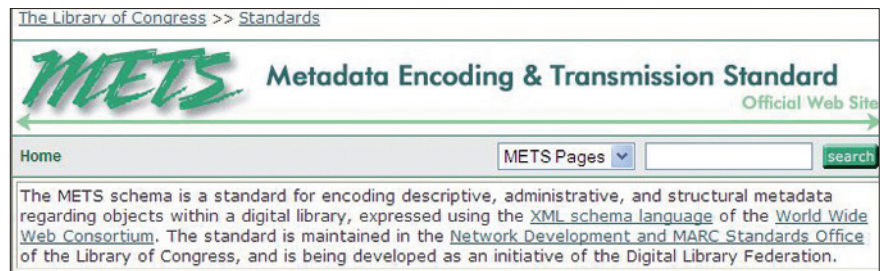 The Library of Congress >> Standards
METS Metadata Encoding & Transmission Standard
Official Web Site
Home METS Pages search
The METS schema is a standard for encoding descriptive, administrative, and structural metadata
regarding objects within a digital library, expressed using the XML schema language of the World Wide
Web Consortium. The standard is maintained in the Network Development and MARC Standards Office
of the Library of Congress, and is being developed as an initiative of the Digital Library Federation.